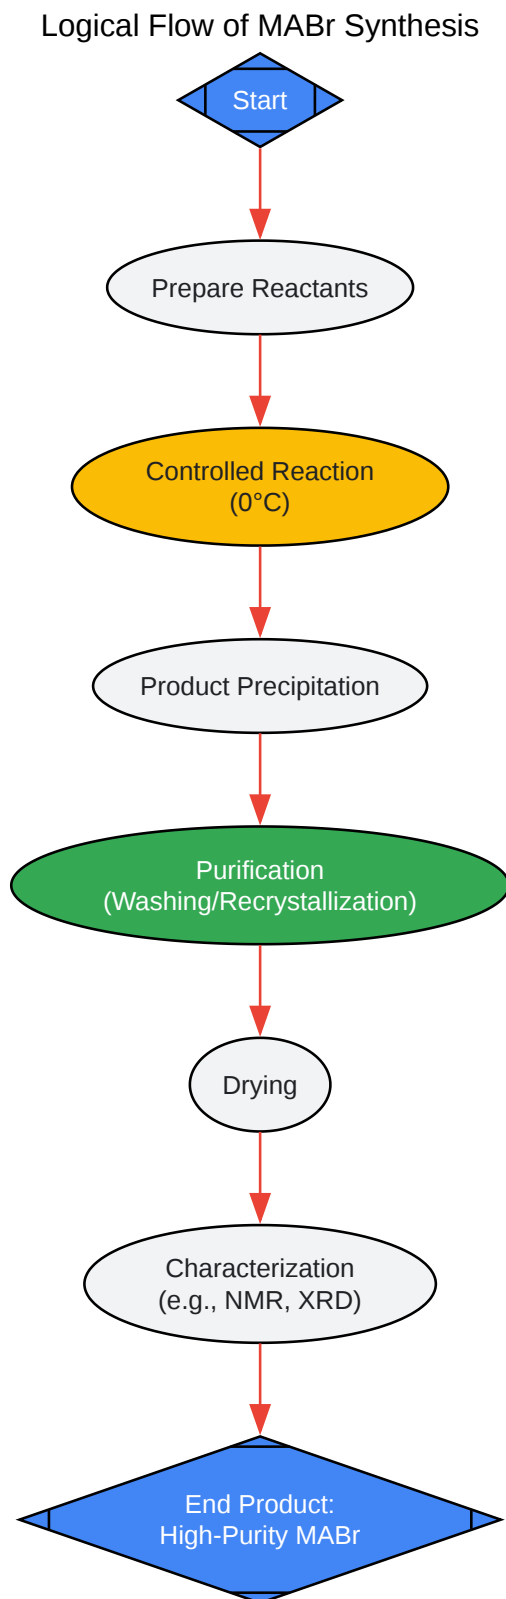 Logical Flow of MABr Synthesis
Start
Prepare Reactants
Controlled Reaction
(0°C)
Product Precipitation
Purification
(Washing/Recrystallization)
Drying
Characterization
(e.g., NMR, XRD)
End Product:
High-Purity MABr